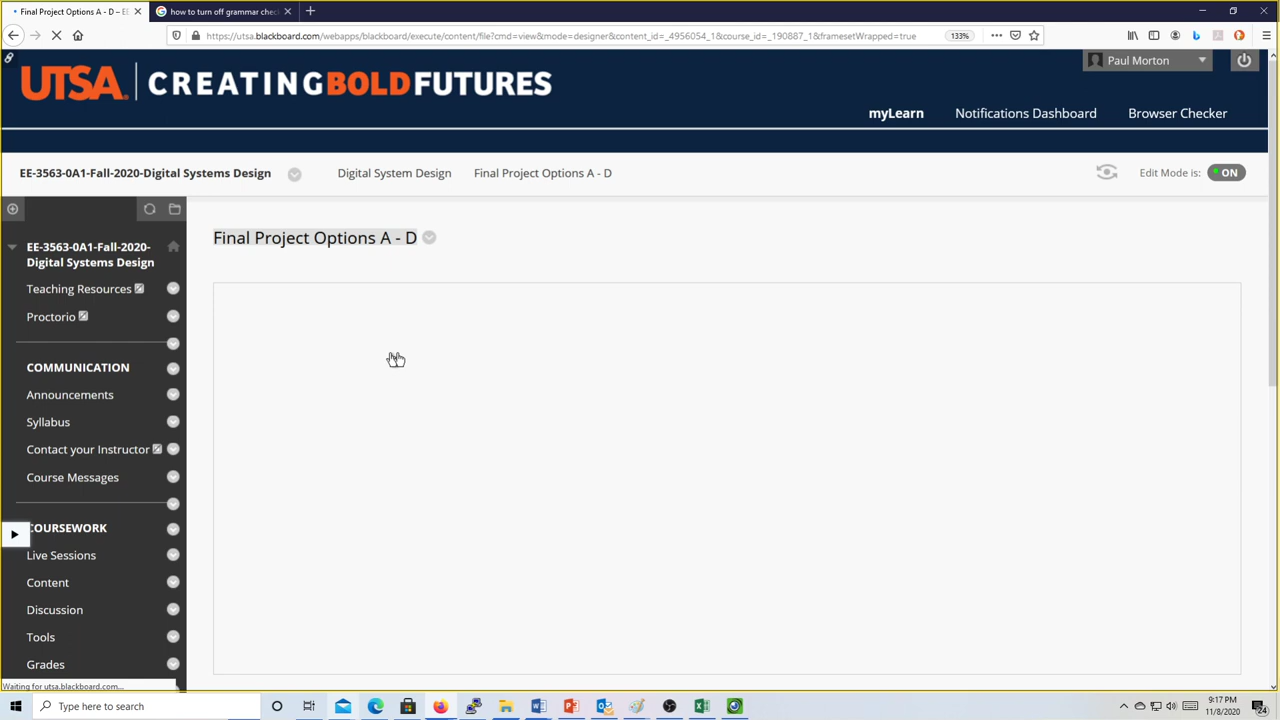 Final Project Options A - D – EE
how to turn off grammar chec
https://utsa.blackboard.com/webapps/blackboard/execute/content/file?cmd=view&mode=designer&content_id=_4956054_1&course_id=_190887_1&framesetWrapped=true
133%
UTSA. CREATINGBOLDFUTURES
Paul Morton
myLearn Notifications Dashboard Browser Checker
EE-3563-0A1-Fall-2020-Digital Systems Design Digital System Design Final Project Options A - D Edit Mode is: ON
Final Project Options A - D
EE-3563-0A1-Fall-2020-
Digital Systems Design
Teaching Resources
Proctorio
COMMUNICATION
Announcements
Syllabus
Contact your Instructor
Course Messages
COURSEWORK
Live Sessions
Content
Discussion
Tools
Grades
Waiting for utsa.blackboard.com...
Type here to search
9:17 PM
11/8/2020
24